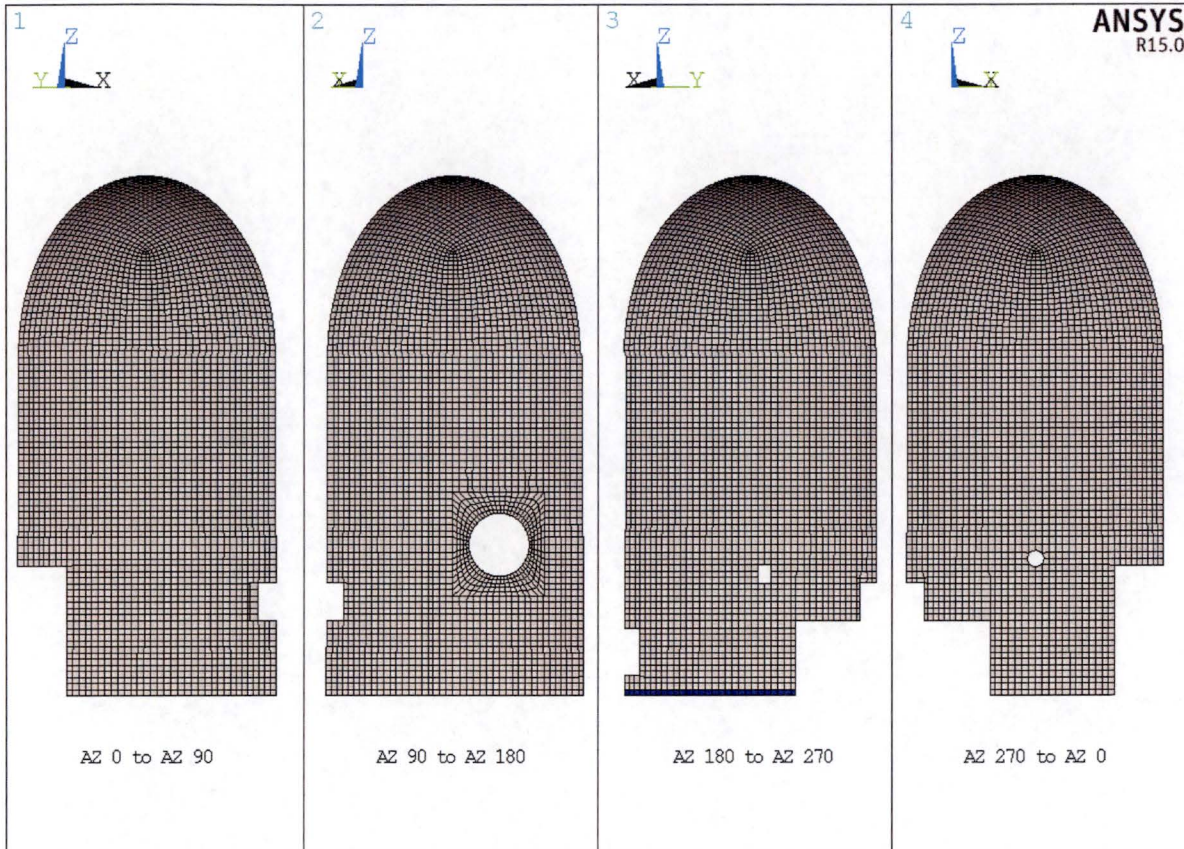 1
2
3
4
ANSYS
R15.0
Z
Y
X
Z
X
Z
X
Y
Z
X
AZ 0 to AZ 90
AZ 90 to AZ 180
AZ 180 to AZ 270
AZ 270 to AZ 0